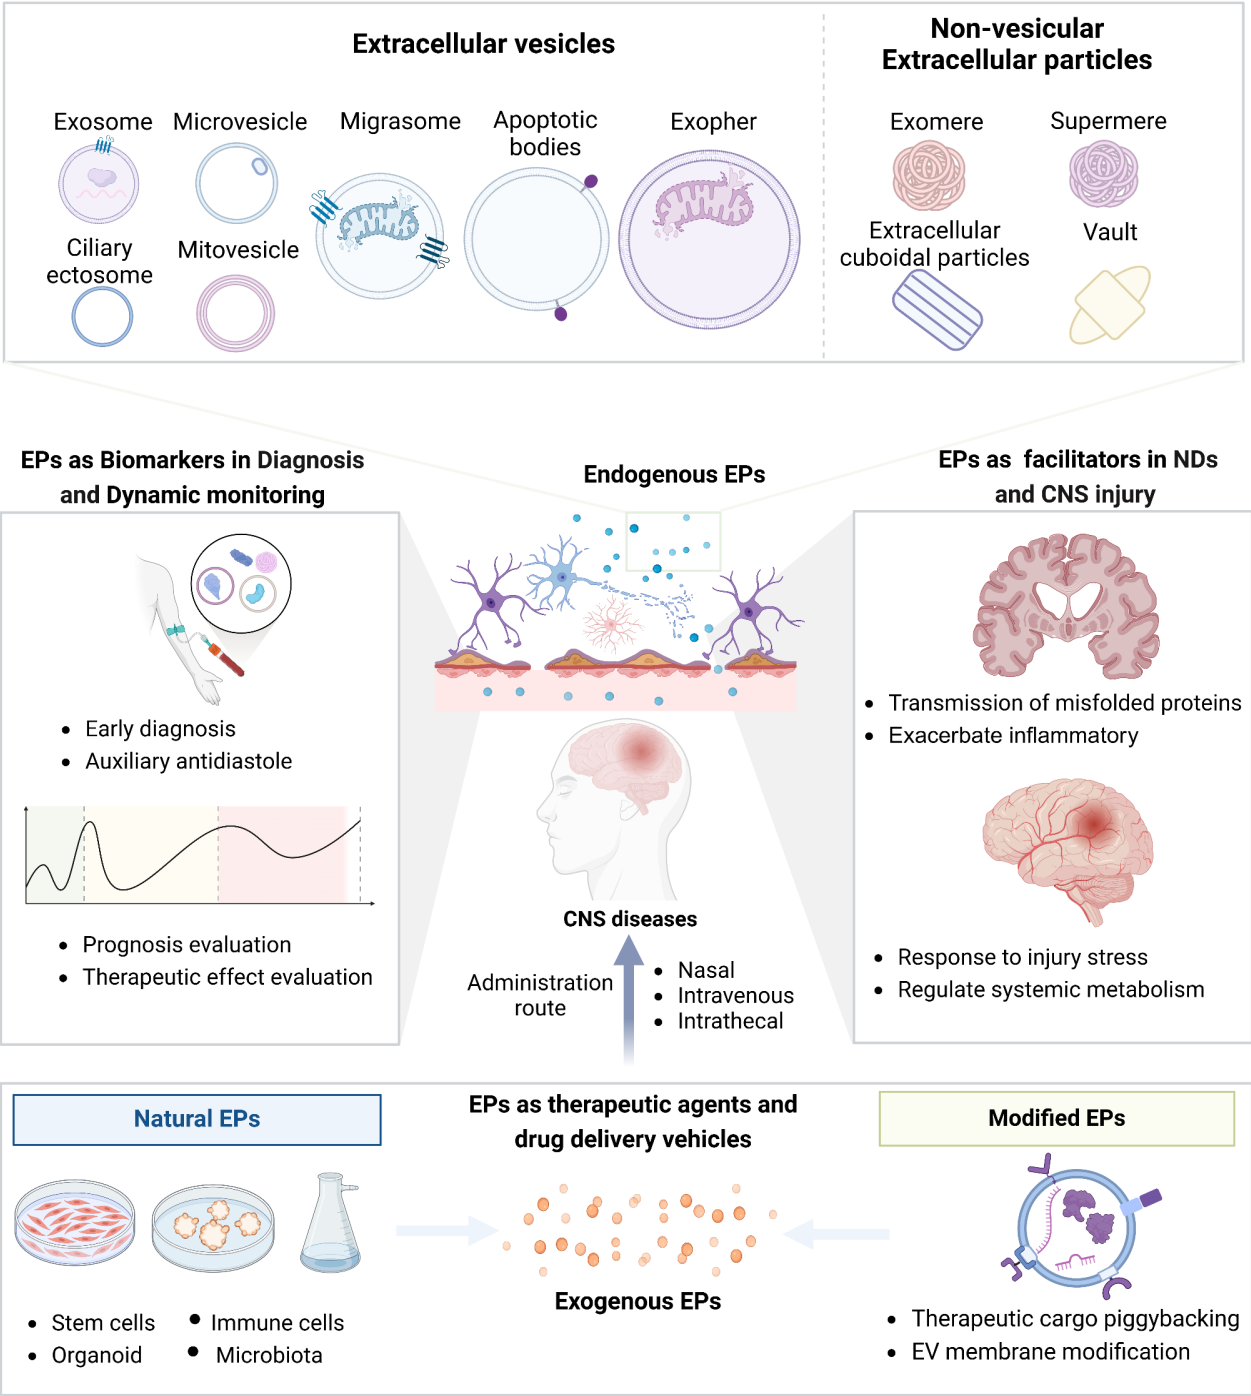 Extracellular vesicles
Non-vesicular
Extracellular particles
Exosome
Microvesicle
Migrasome
Apoptotic
bodies
Exopher
Ciliary
ectosome
Mitovesicle
Exomere
Supermere
Extracellular
cuboidal particles
Vault
EPs as Biomarkers in Diagnosis
and Dynamic monitoring
Endogenous EPs
EPs as facilitators in NDs
and CNS injury
• Early diagnosis
• Auxiliary antidiastole
• Prognosis evaluation
• Therapeutic effect evaluation
• Transmission of misfolded proteins
• Exacerbate inflammatory
• Response to injury stress
• Regulate systemic metabolism
CNS diseases
Administration
route
• Nasal
• Intravenous
• Intrathecal
Natural EPs
EPs as therapeutic agents and
drug delivery vehicles
Modified EPs
Exogenous EPs
• Stem cells
• Organoid
• Immune cells
• Microbiota
• Therapeutic cargo piggybacking
• EV membrane modification